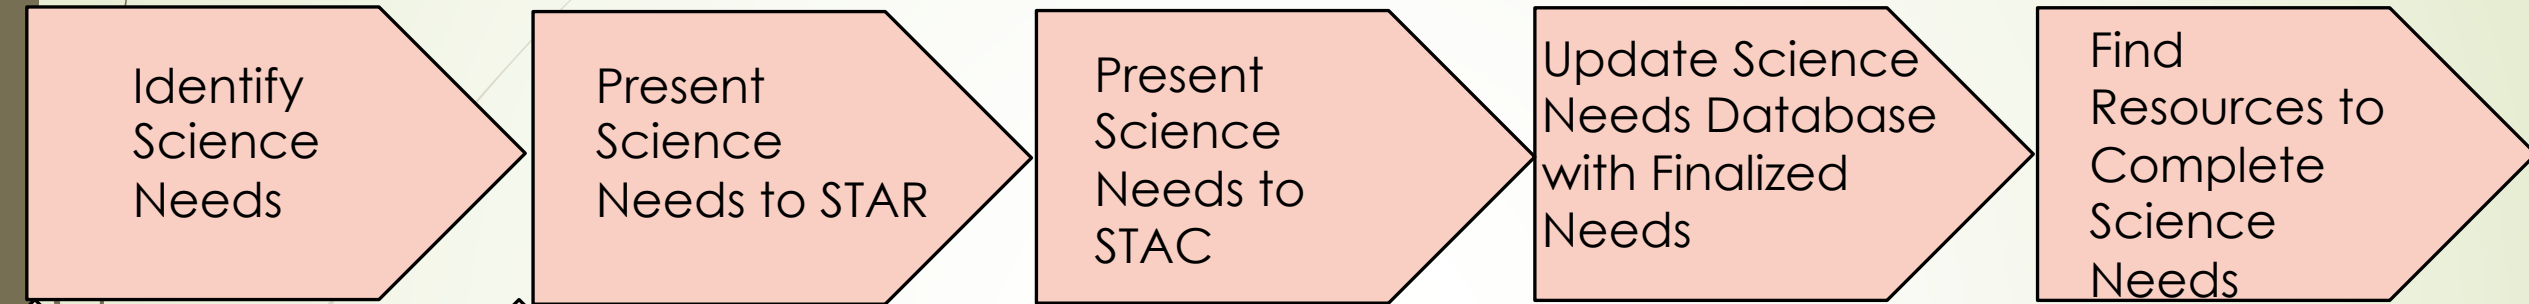 Identify
Science
Needs
Present
Science
Needs to STAR
Present
Science
Needs to
STAC
Update Science
Needs Database
with Finalized
Needs
Find
Resources to
Complete
Science
Needs